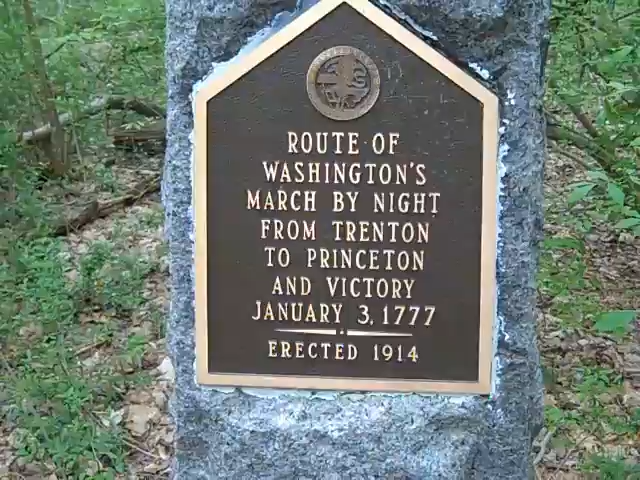 ROUTE OF
WASHINGTON'S
MARCH BY NIGHT
FROM TRENTON
TO PRINCETON
AND VICTORY
JANUARY 3, 1777
ERECTED 1914